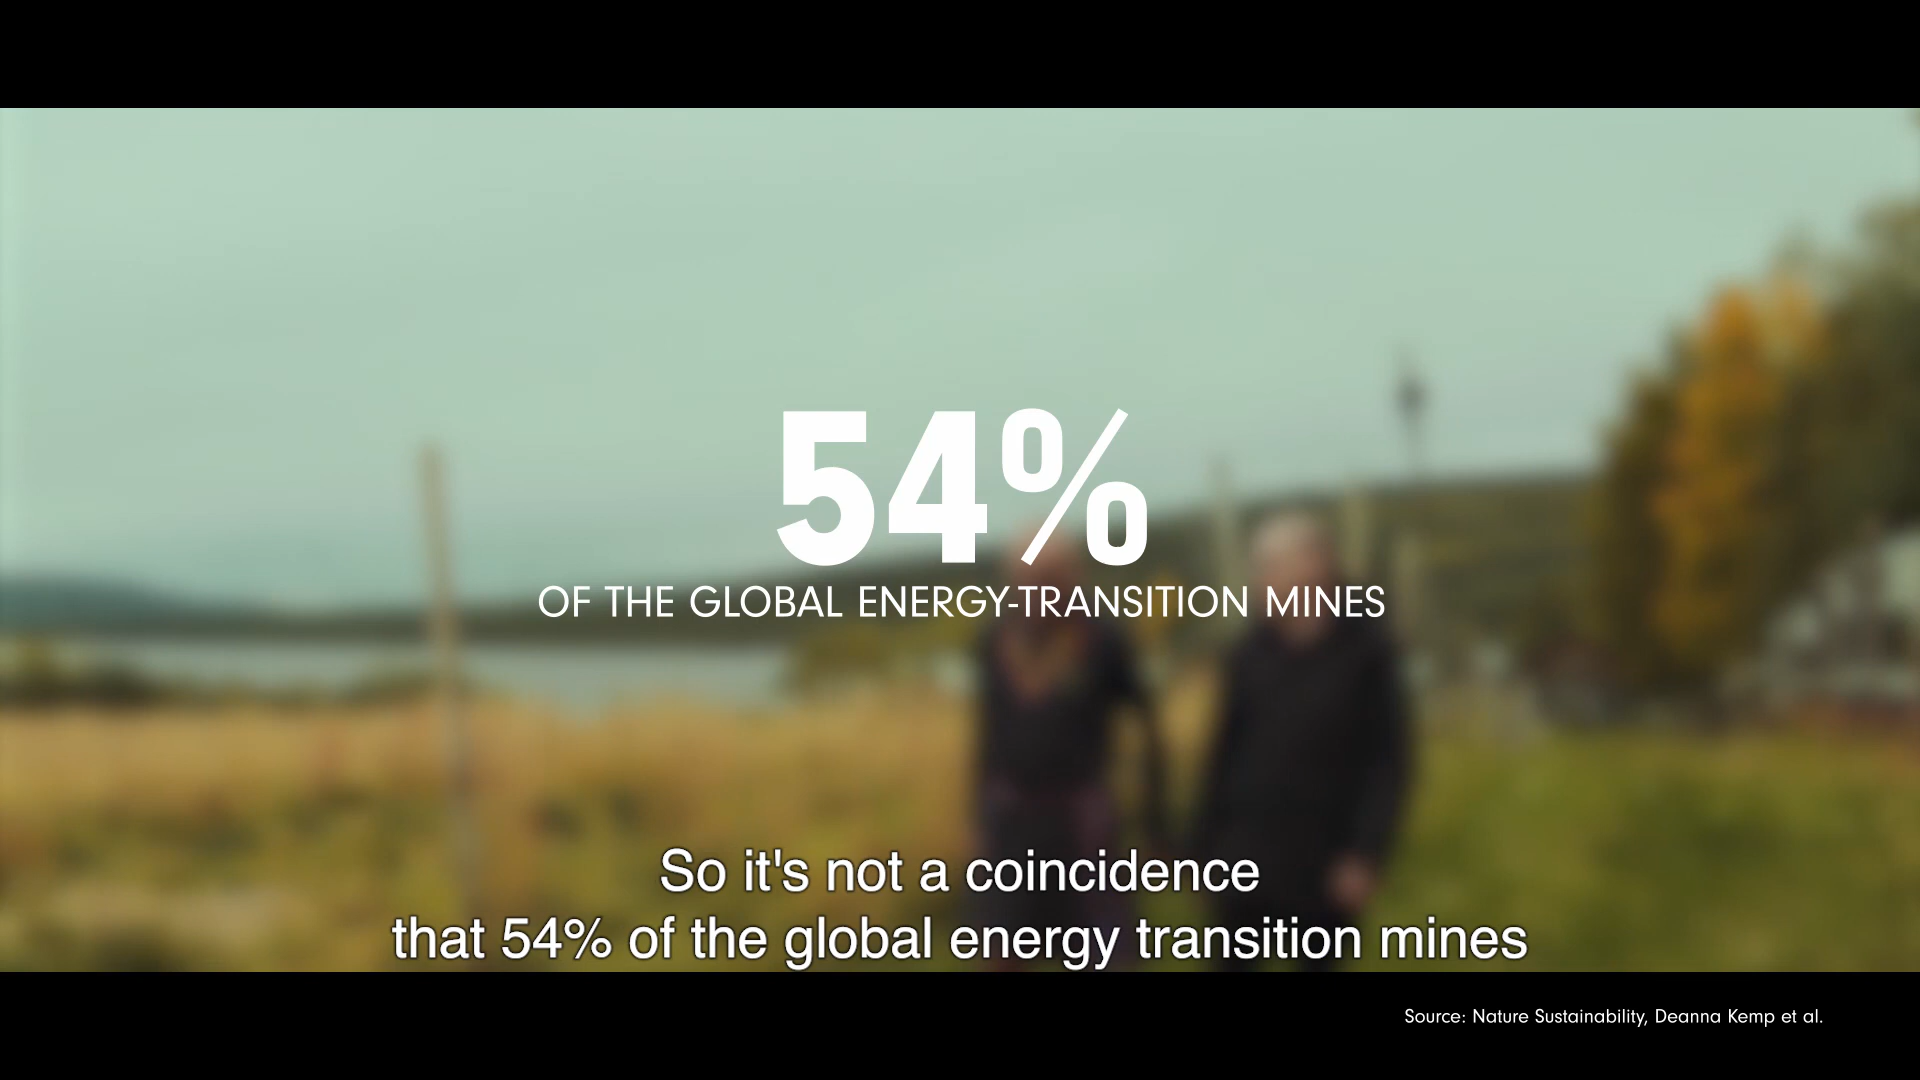 54%
OF THE GLOBAL ENERGY-TRANSITION MINES
So it's not a coincidence
that 54% of the global energy transition mines
Source: Nature Sustainability, Deanna Kemp et al.